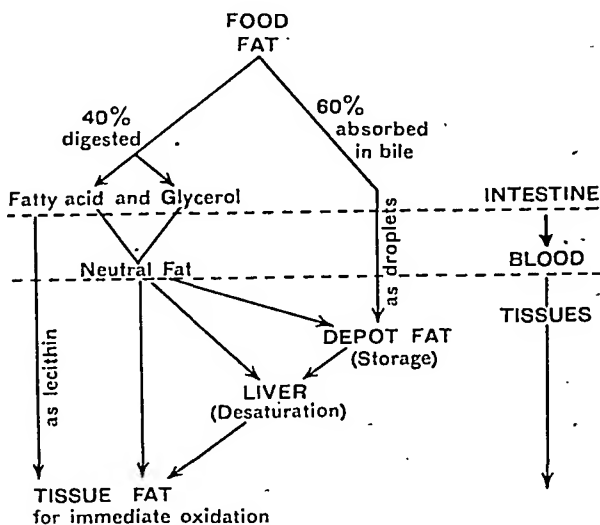 FOOD
FAT
40%
digested
60%
absorbed
in bile
Fatty acid and Glycerol
INTESTINE
as droplets
Neutral Fat
BLOOD
TISSUES
DEPOT FAT
(Storage)
LIVER
(Desaturation)
as lecithin
TISSUE FAT
for immediate oxidation